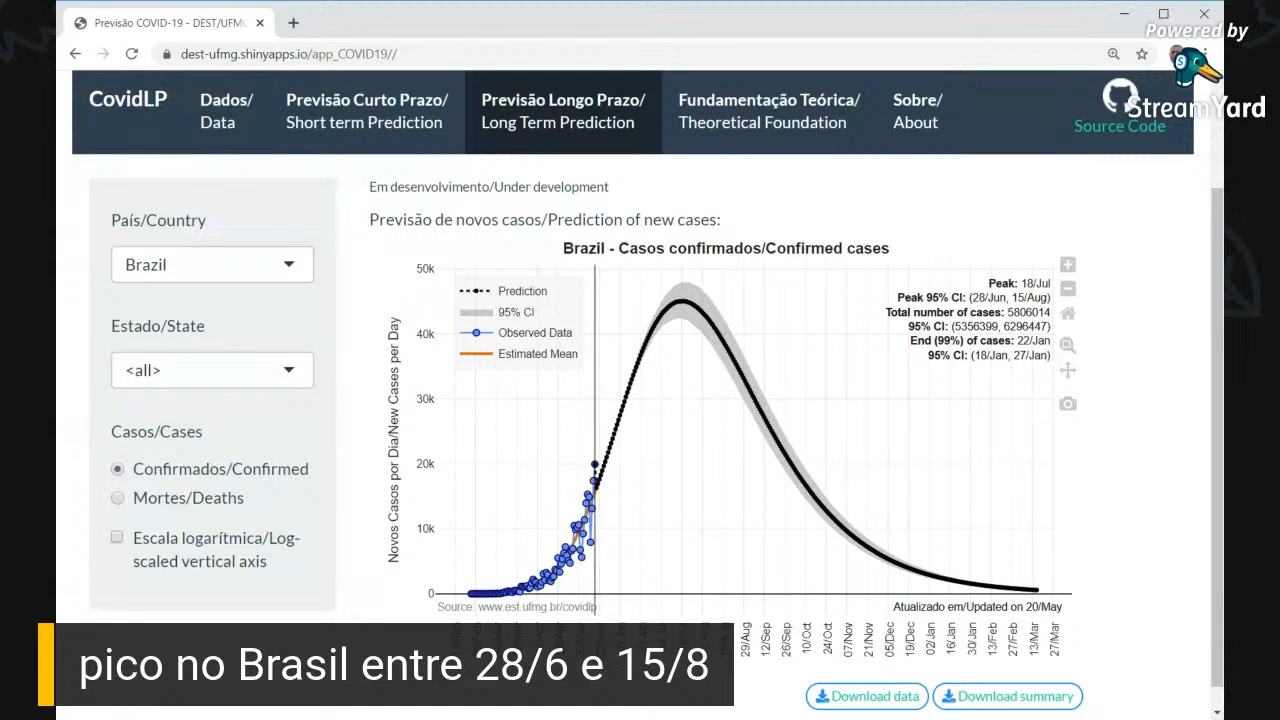 Previsão COVID-19 - DEST/UFMG
Powered by
dest-ufmg.shinyapps.io/app_COVID19//
StreamYard
CovidLP
Dados/
Data
Previsão Curto Prazo/
Short term Prediction
Previsão Longo Prazo/
Long Term Prediction
Fundamentação Teórica/
Theoretical Foundation
Sobre/
About
Source Code
País/Country
Brazil
Estado/State
<all>
Casos/Cases
Confirmados/Confirmed
Mortes/Deaths
Escala logarítmica/Log-
scaled vertical axis
Em desenvolvimento/Under development
Previsão de novos casos/Prediction of new cases:
Brazil - Casos confirmados/Confirmed cases
Novos Casos por Dia/New Cases per Day
50k
40k
30k
20k
10k
0
Prediction
95% CI
Observed Data
Estimated Mean
Peak: 18/Jul
Peak 95% CI: (28/Jun, 15/Aug)
Total number of cases: 5806014
95% CI: (5356399, 6296447)
End (99%) of cases: 22/Jan
95% CI: (18/Jan, 27/Jan)
Source: www.est.ufmg.br/covidlp
Atualizado em/Updated on 20/May
29/Aug
12/Sep
26/Sep
10/Oct
24/Oct
07/Nov
21/Nov
05/Dec
19/Dec
02/Jan
16/Jan
30/Jan
13/Feb
27/Feb
13/Mar
27/Mar
pico no Brasil entre 28/6 e 15/8
Download data
Download summary